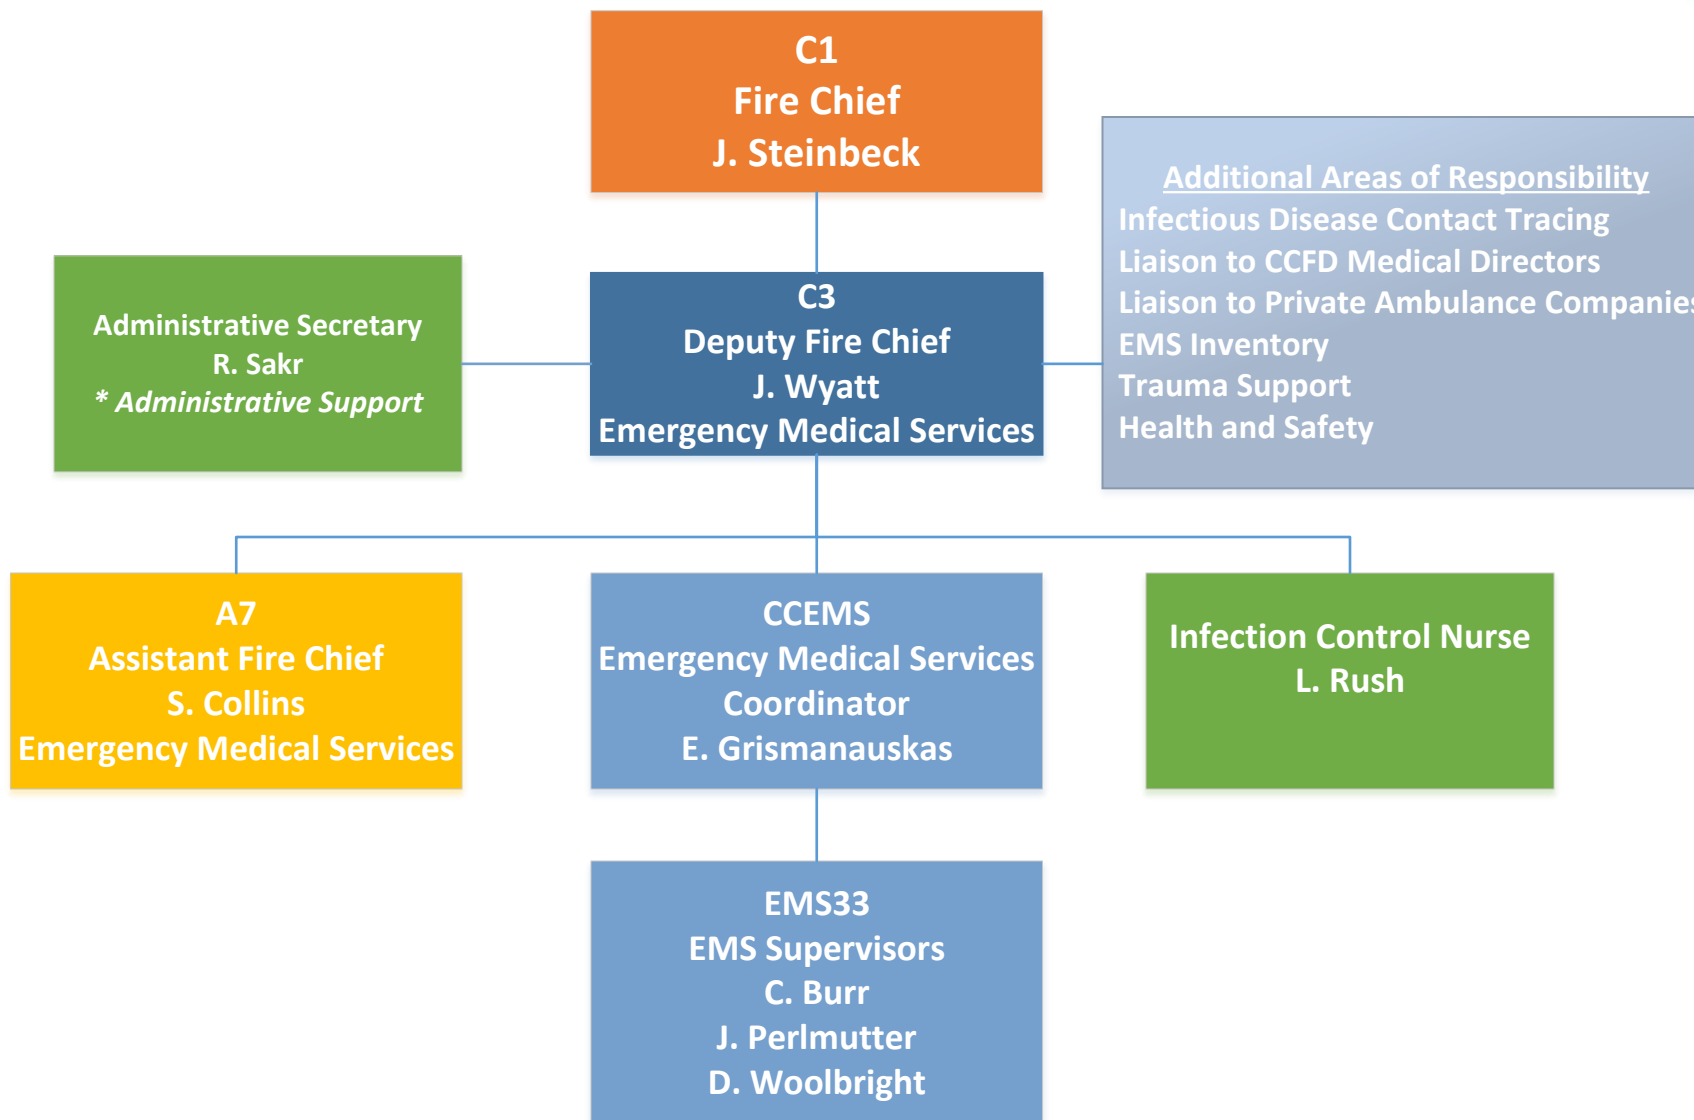 C1
Fire Chief
J. Steinbeck
Additional Areas of Responsibility
Infectious Disease Contact Tracing
Liaison to CCFD Medical Directors
Liaison to Private Ambulance Companies
EMS Inventory
Trauma Support
Health and Safety
Administrative Secretary
R. Sakr
* Administrative Support
C3
Deputy Fire Chief
J. Wyatt
Emergency Medical Services
A7
Assistant Fire Chief
S. Collins
Emergency Medical Services
CCEMS
Emergency Medical Services
Coordinator
E. Grismanauskas
Infection Control Nurse
L. Rush
EMS33
EMS Supervisors
C. Burr
J. Perlmutter
D. Woolbright